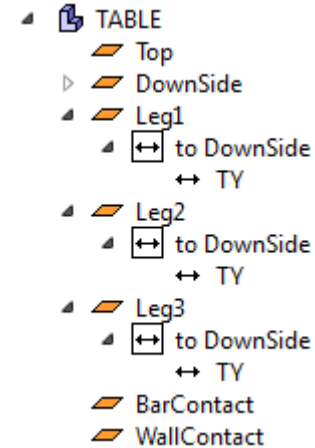 TABLE
Top
DownSide
Leg1
to DownSide
TY
Leg2
to DownSide
TY
Leg3
to DownSide
TY
BarContact
WallContact